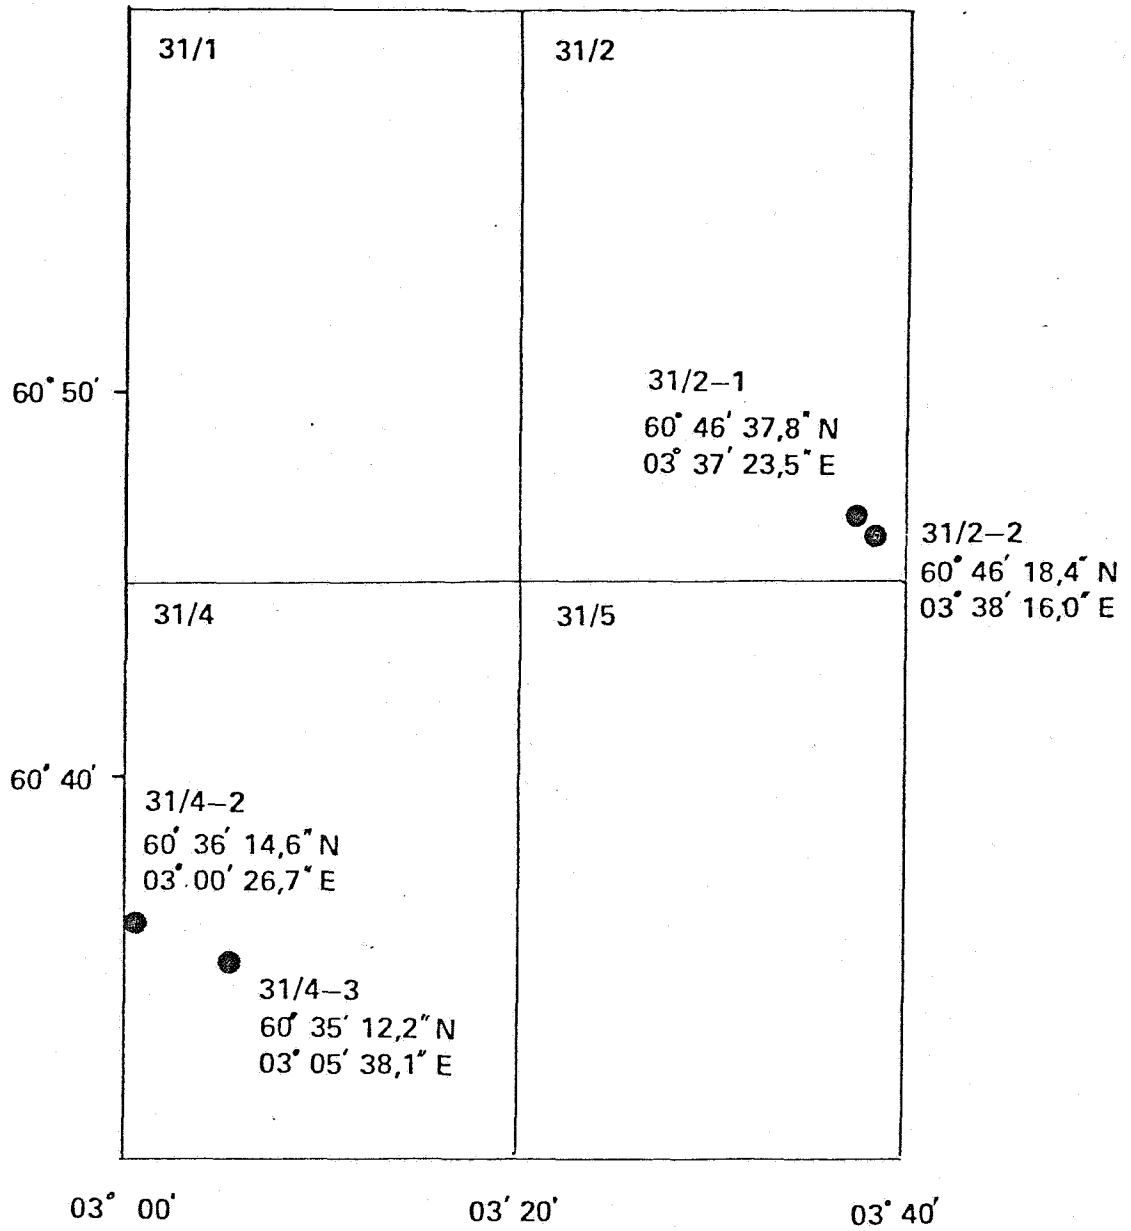 31/1
31/2
60° 50'
31/2–1
60° 46' 37,8" N
03° 37' 23,5" E
31/2–2
60° 46' 18,4" N
03° 38' 16,0" E
31/4
31/5
60° 40'
31/4–2
60' 36' 14,6" N
03° 00' 26,7" E
31/4–3
60° 35' 12,2" N
03° 05' 38,1" E
03° 00'
03' 20'
03° 40'